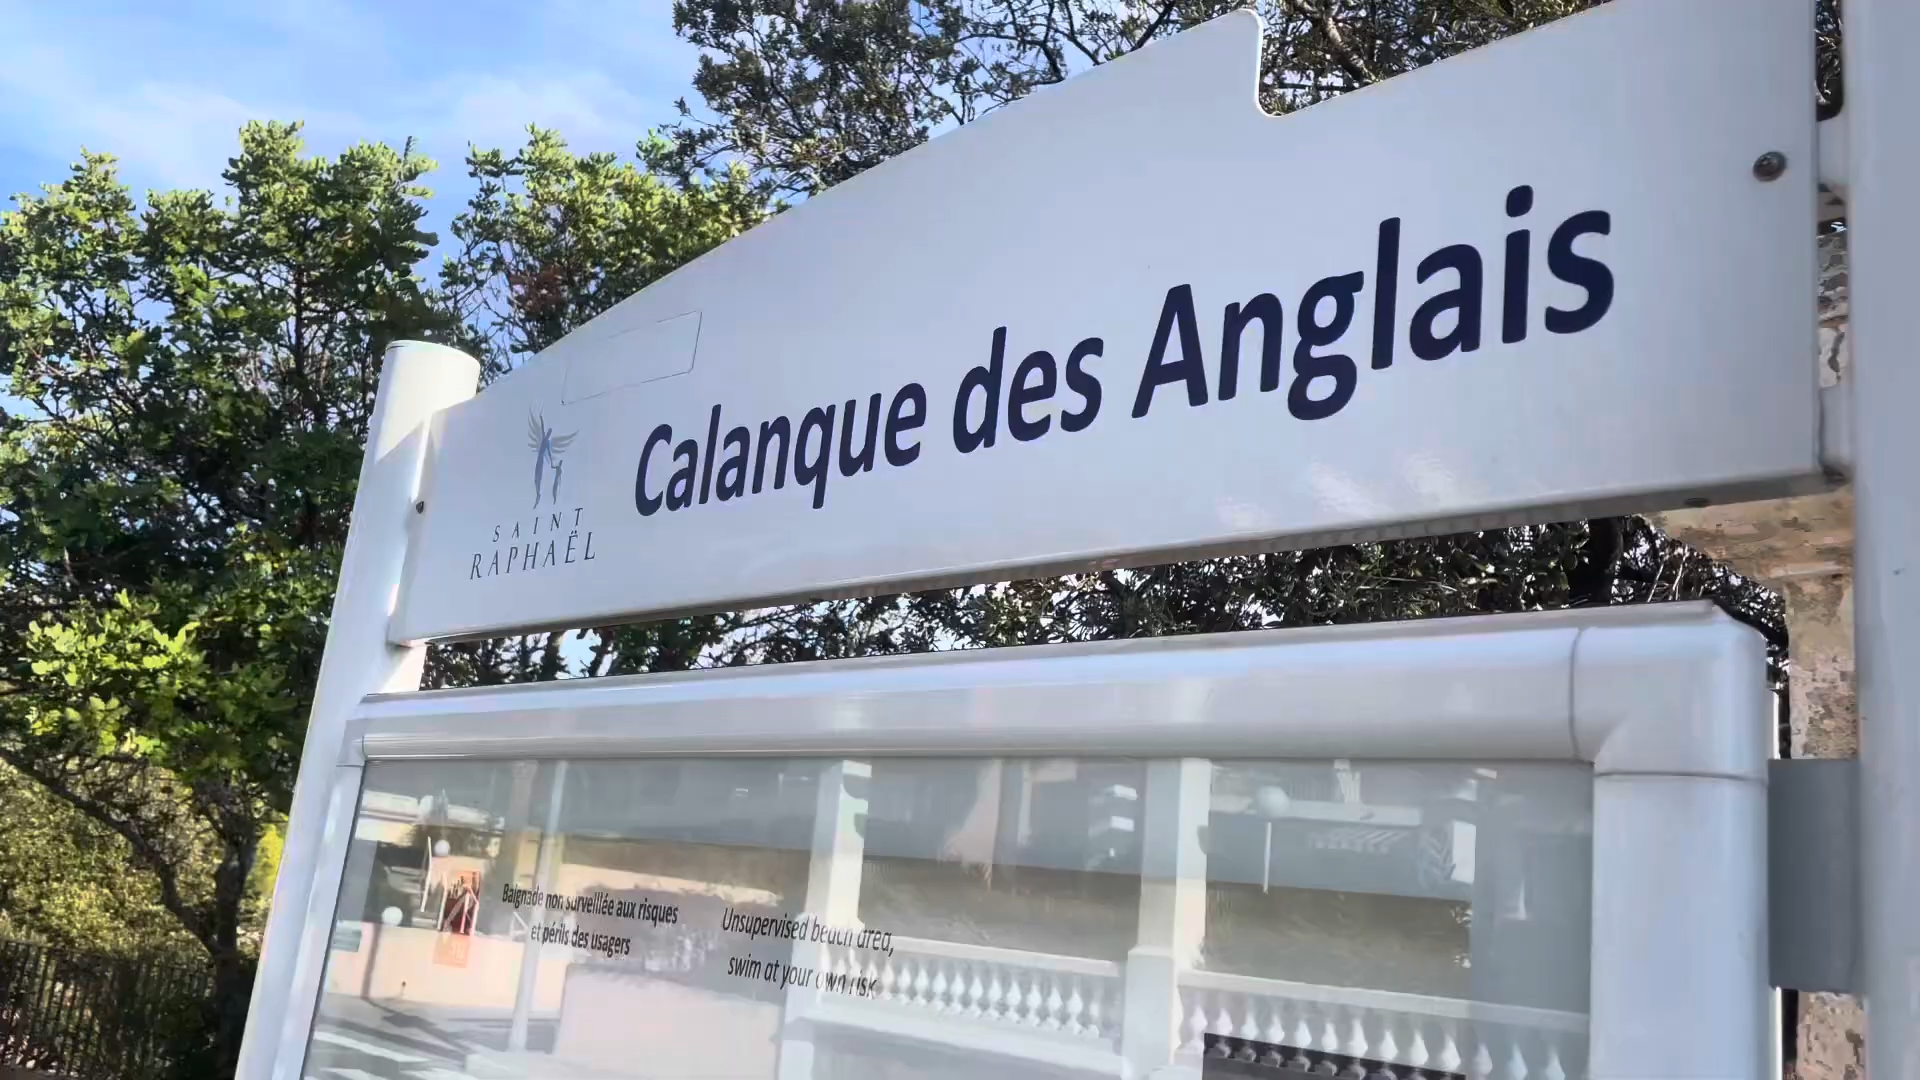 Calanque des Anglais
SAINT
RAPHAËL
Baignade non surveillée aux risques
et périls des usagers
Unsupervised beach area,
swim at your own risk